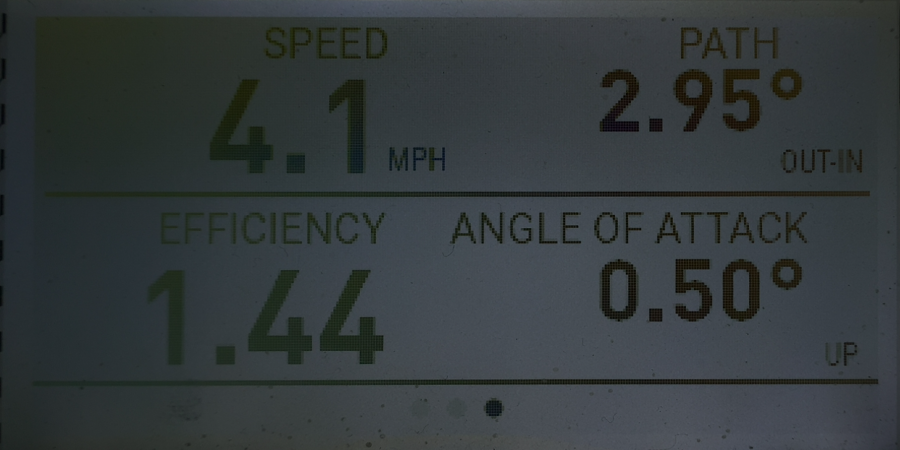 SPEED
4.1 MPH
PATH
2.95°
OUT-IN
EFFICIENCY
1.44
ANGLE OF ATTACK
0.50°
UP